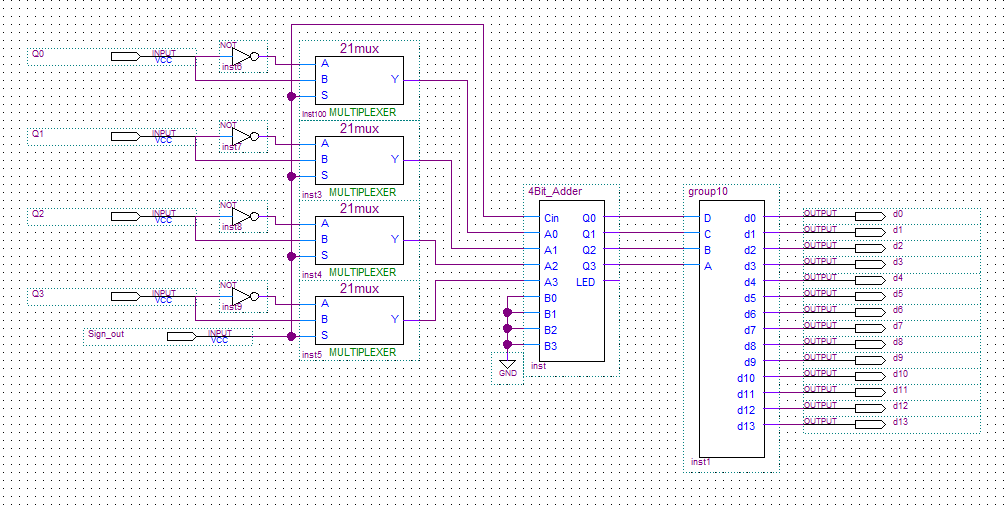 Q0 INPUT VCC NOT inst6
21mux
A
B Y
S
inst100 MULTIPLEXER
Q1 INPUT VCC NOT inst7
21mux
A
B Y
S
inst3 MULTIPLEXER
Q2 INPUT VCC NOT inst8
21mux
A
B Y
S
inst4 MULTIPLEXER
Q3 INPUT VCC NOT inst9
21mux
A
B Y
S
inst5 MULTIPLEXER
Sign_out INPUT VCC
4Bit_Adder
Cin Q0
A0 Q1
A1 Q2
A2 Q3
A3 LED
B0
B1
B2
B3
inst
GND
group10
D d0
C d1
B d2
A d3
d4
d5
d6
d7
d8
d9
d10
d11
d12
d13
inst1
OUTPUT d0
OUTPUT d1
OUTPUT d2
OUTPUT d3
OUTPUT d4
OUTPUT d5
OUTPUT d6
OUTPUT d7
OUTPUT d8
OUTPUT d9
OUTPUT d10
OUTPUT d11
OUTPUT d12
OUTPUT d13